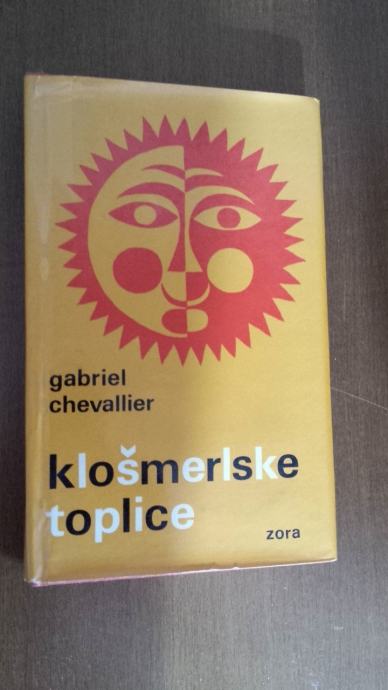 gabriel
chevallier
klošmerlske
toplice
zora